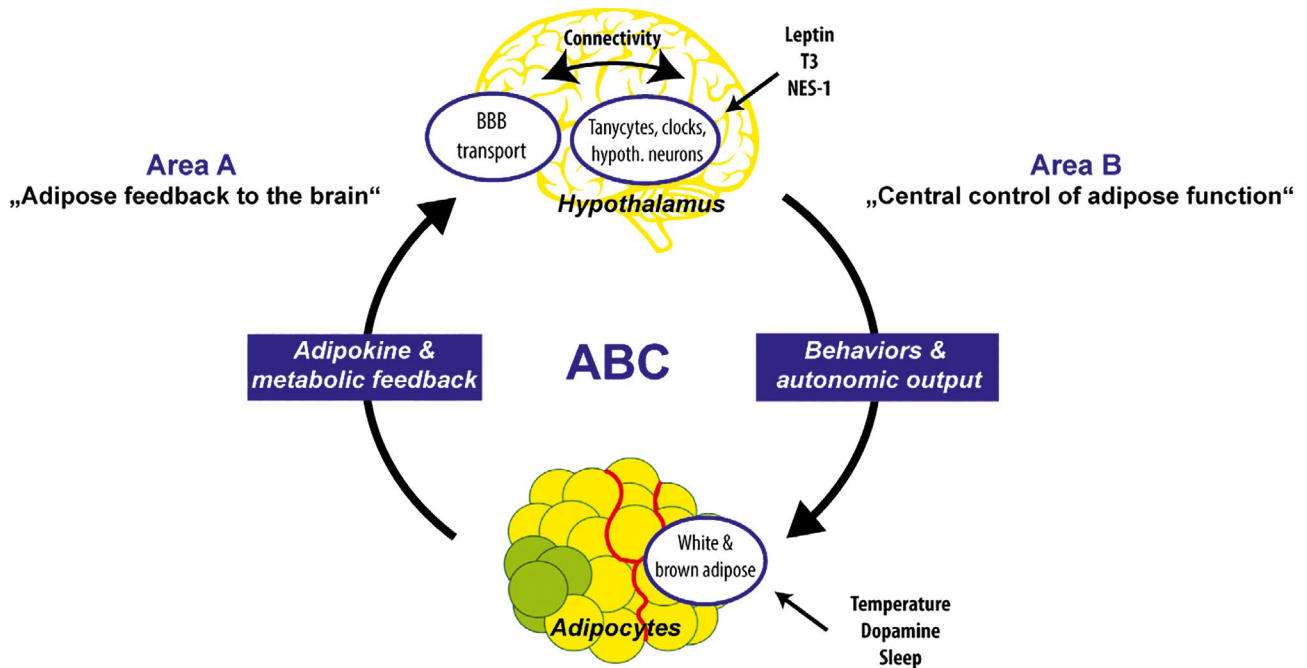 Connectivity
Leptin
T3
NES-1
BBB
transport
Tanycytes, clocks,
hypoth. neurons
Hypothalamus
Area A
„Adipose feedback to the brain“
Area B
„Central control of adipose function“
Adipokine &
metabolic feedback
ABC
Behaviors &
autonomic output
White &
brown adipose
Adipocytes
Temperature
Dopamine
Sleep